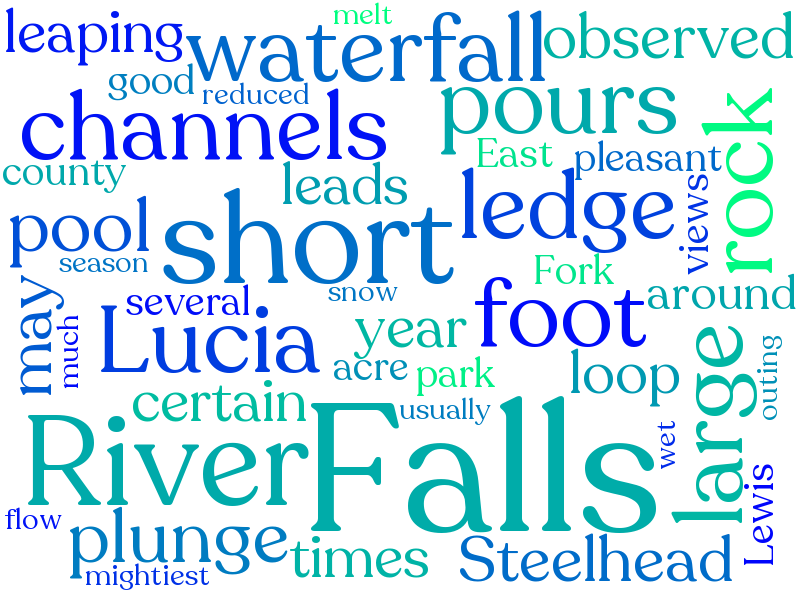 melt
leaping
waterfall
observed
good
reduced
channels
pours
rock
East
pleasant
county
leads
ledge
views
pool
short
season
Fork
snow
may
several
Lucia
foot
around
much
year
acre
park
loop
large
outing
certain
usually
River
Falls
wet
Lewis
flow
plunge
times
Steelhead
mightiest